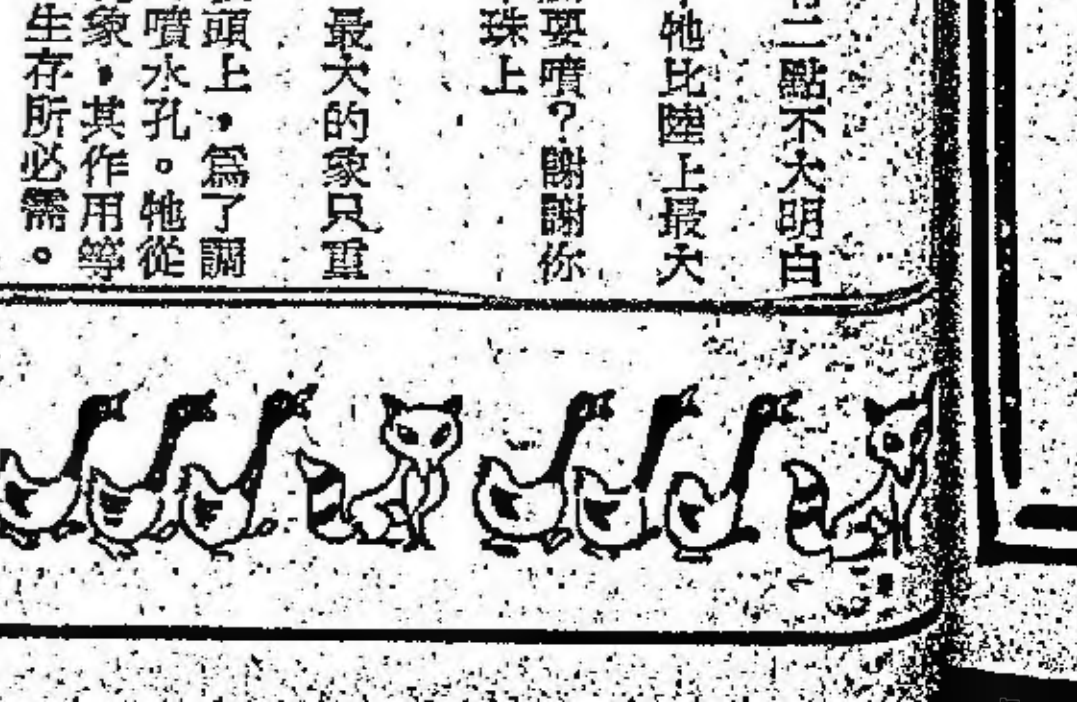 二點不大明白
牠比陸上最大
要噴？謝謝你
珠上
最大的象只重
頭上，為了調
噴水孔。牠從
象，其作用等
生存所必需。